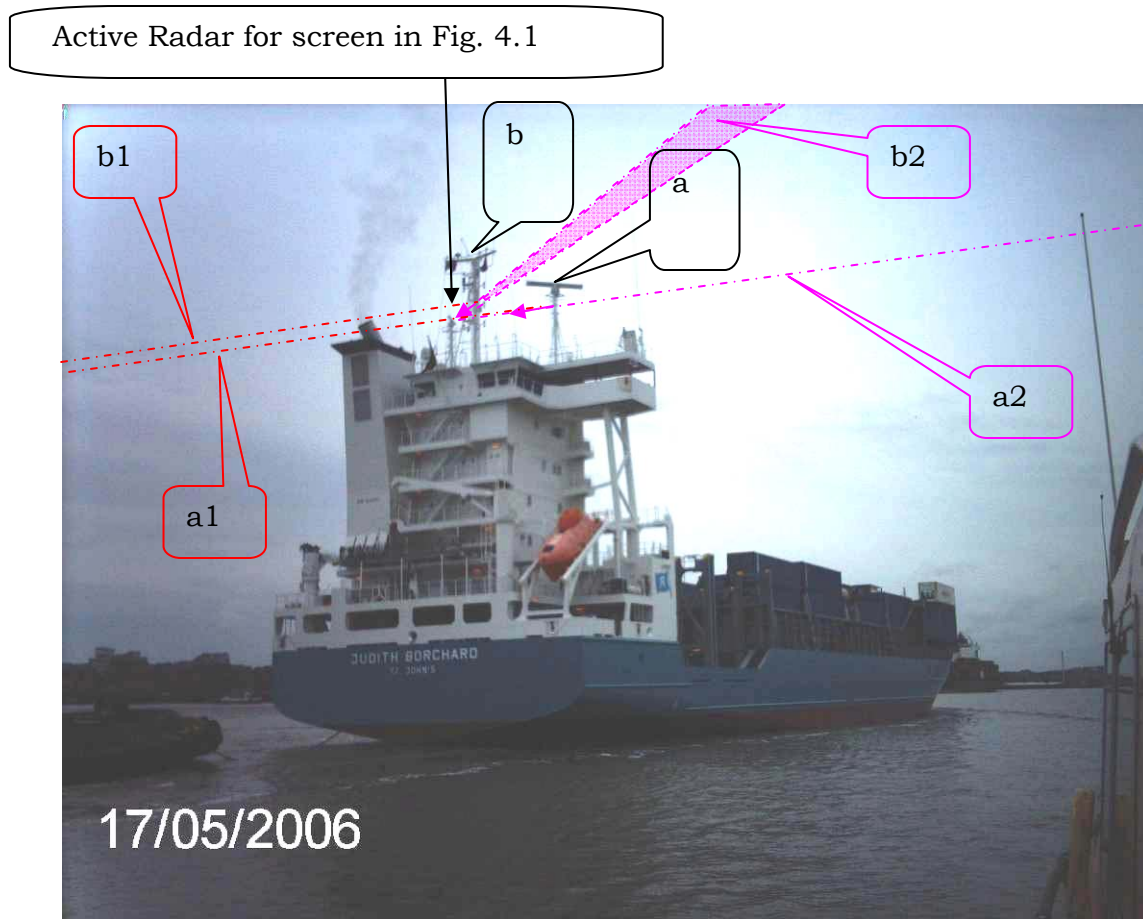 Active Radar for screen in Fig. 4.1
b
b1
b2
a
a2
a1
JUDITH BORCHARD
ST. JOHN'S
17/05/2006